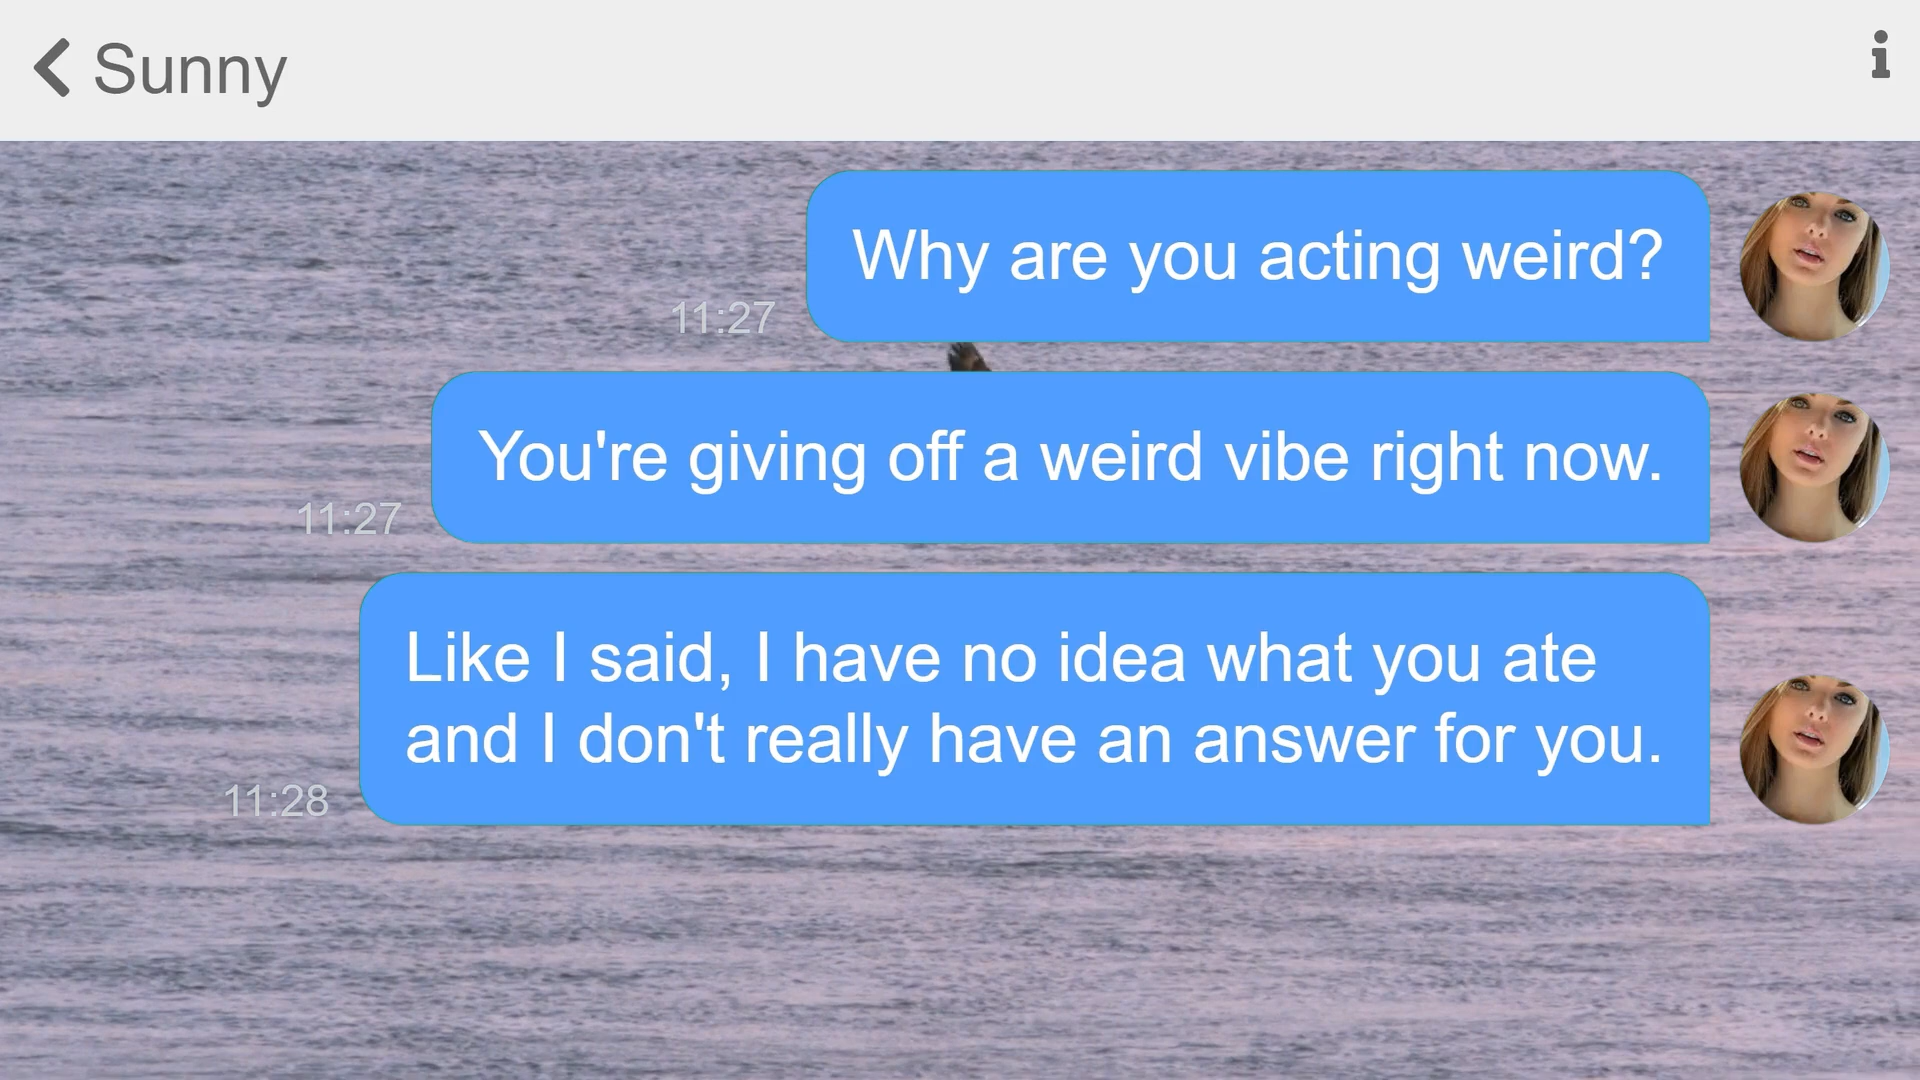 Sunny
Why are you acting weird?
11:27
You're giving off a weird vibe right now.
11:27
Like I said, I have no idea what you ate
and I don't really have an answer for you.
11:28